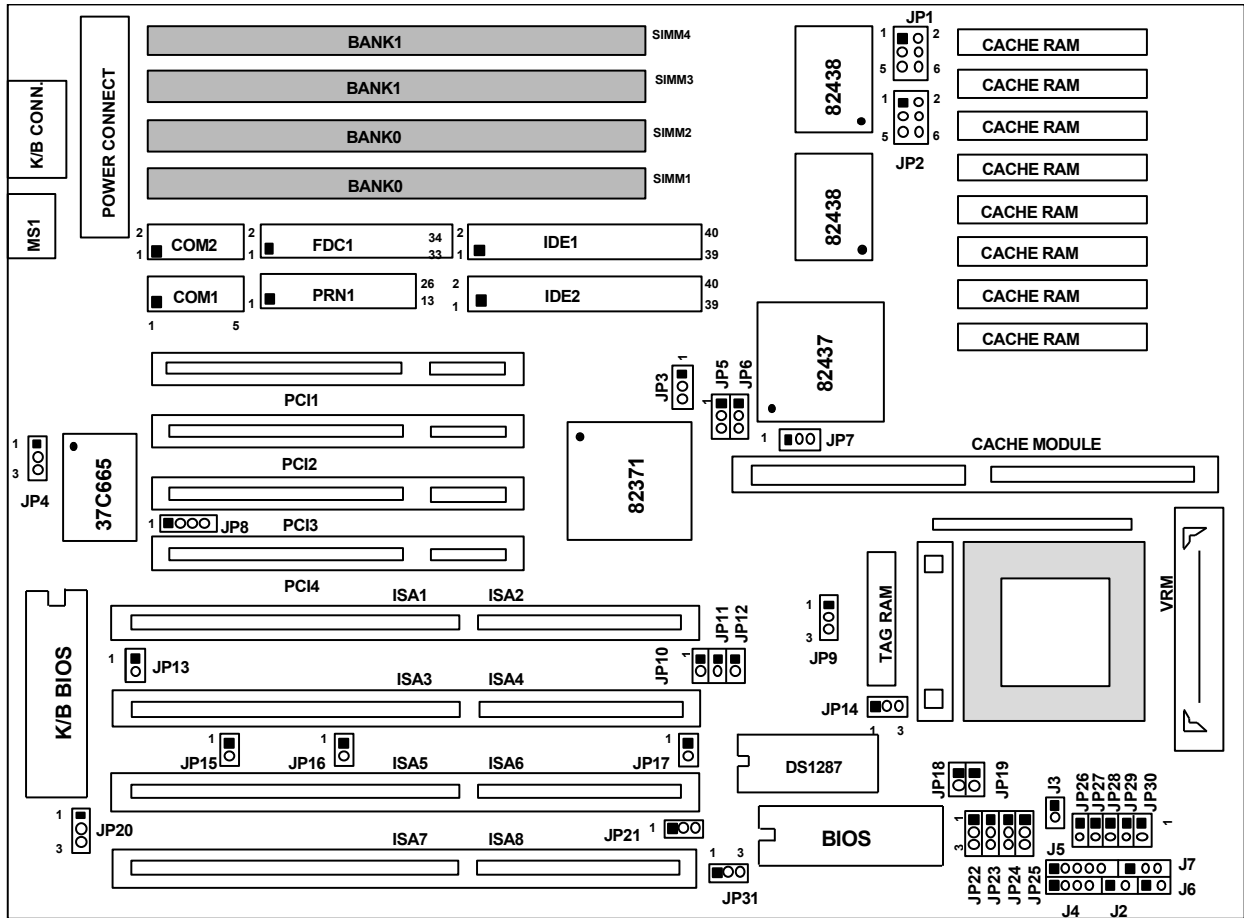 JP1
BANK1 SIMM4
1 2
5 6
82438
CACHE RAM
BANK1 SIMM3
CACHE RAM
K/B CONN.
POWER CONNECT
1 2
5 6
JP2
BANK0 SIMM2
CACHE RAM
BANK0 SIMM1
CACHE RAM
MS1
82438
CACHE RAM
2
1
COM2
2
1
FDC1
34
33
2
1
IDE1
40
39
CACHE RAM
COM1
1 5
1
PRN1
26
13
2
1
IDE2
40
39
CACHE RAM
CACHE RAM
82437
PCI1
JP3
1
JP5
JP6
1
1
JP7
CACHE MODULE
1
3
JP4
37C665
PCI2
82371
1
JP8
PCI3
PCI4
ISA1 ISA2
VRM
TAG RAM
1
3
JP9
K/B BIOS
1
JP13
JP10
1
JP11
JP12
ISA3 ISA4
JP14
1 3
1
JP15
1
JP16
ISA5 ISA6
1
JP17
DS1287
JP18
JP19
J3
JP26
JP27
JP28
JP29
JP30
1
1
3
JP20
1
JP21
BIOS
1
3
JP22
JP23
JP24
JP25
ISA7 ISA8
1 3
JP31
J5
J7
J6
J4 J2